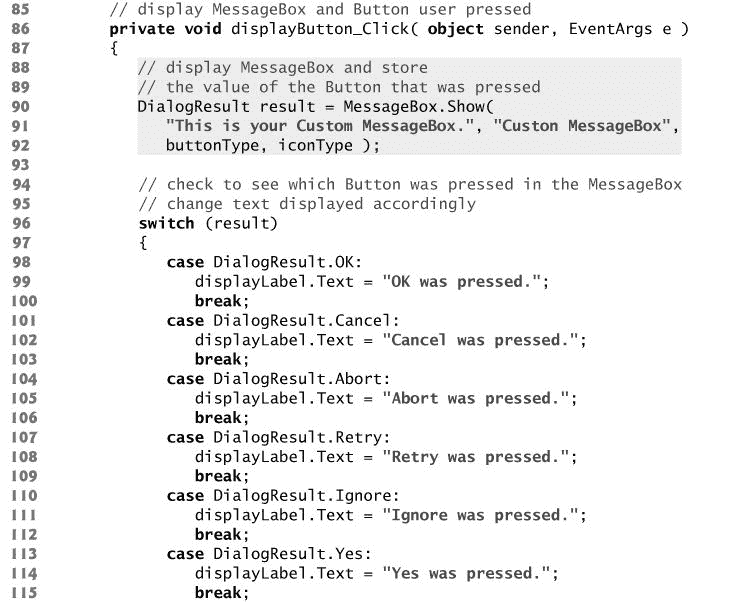 85 // display MessageBox and Button user pressed
86 private void displayButton_Click( object sender, EventArgs e )
87 {
88 // display MessageBox and store
89 // the value of the Button that was pressed
90 DialogResult result = MessageBox.Show(
91 "This is your Custom MessageBox.", "Custon MessageBox",
92 buttonType, iconType );
93
94 // check to see which Button was pressed in the MessageBox
95 // change text displayed accordingly
96 switch (result)
97 {
98 case DialogResult.OK:
99 displayLabel.Text = "OK was pressed.";
100 break;
101 case DialogResult.Cancel:
102 displayLabel.Text = "Cancel was pressed.";
103 break;
104 case DialogResult.Abort:
105 displayLabel.Text = "Abort was pressed.";
106 break;
107 case DialogResult.Retry:
108 displayLabel.Text = "Retry was pressed.";
109 break;
110 case DialogResult.Ignore:
111 displayLabel.Text = "Ignore was pressed.";
112 break;
113 case DialogResult.Yes:
114 displayLabel.Text = "Yes was pressed.";
115 break;